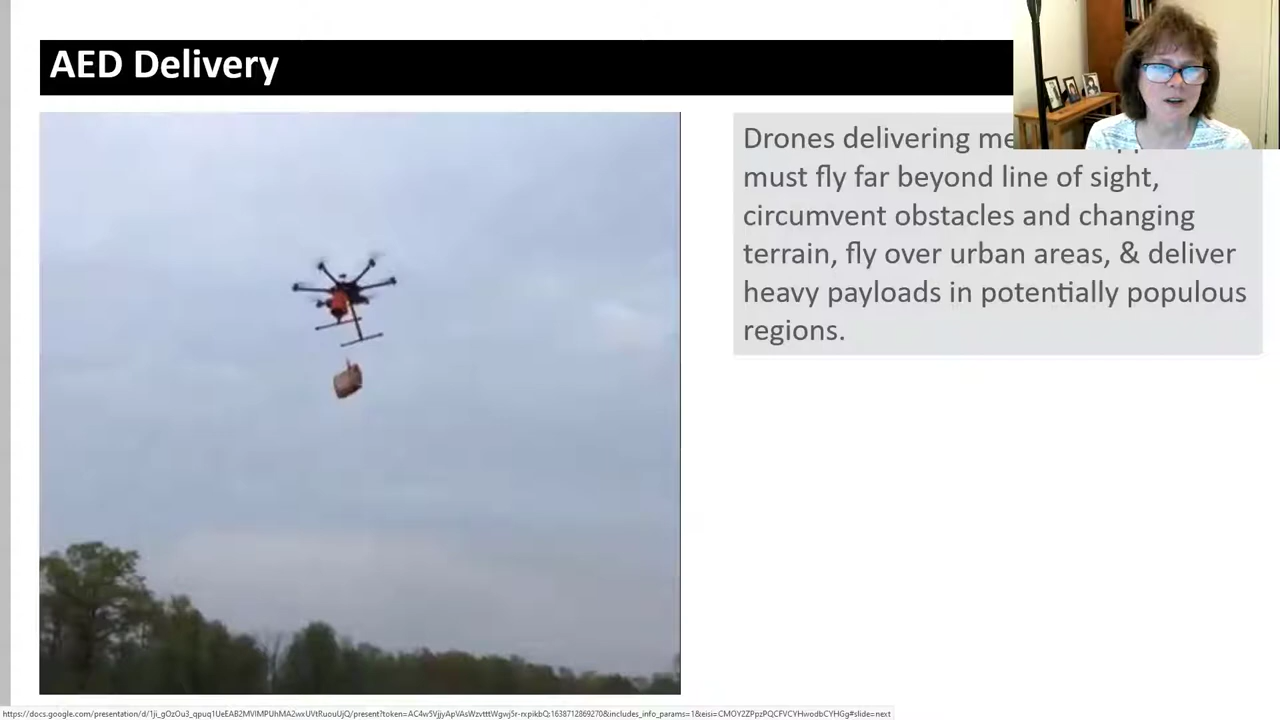 AED Delivery
Drones delivering
must fly far beyond line of sight,
circumvent obstacles and changing
terrain, fly over urban areas, & deliver
heavy payloads in potentially populous
regions.